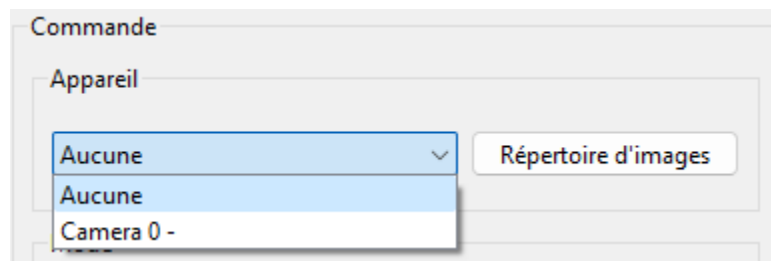 Commande
Appareil
Aucune
Répertoire d'images
Aucune
Camera 0 -